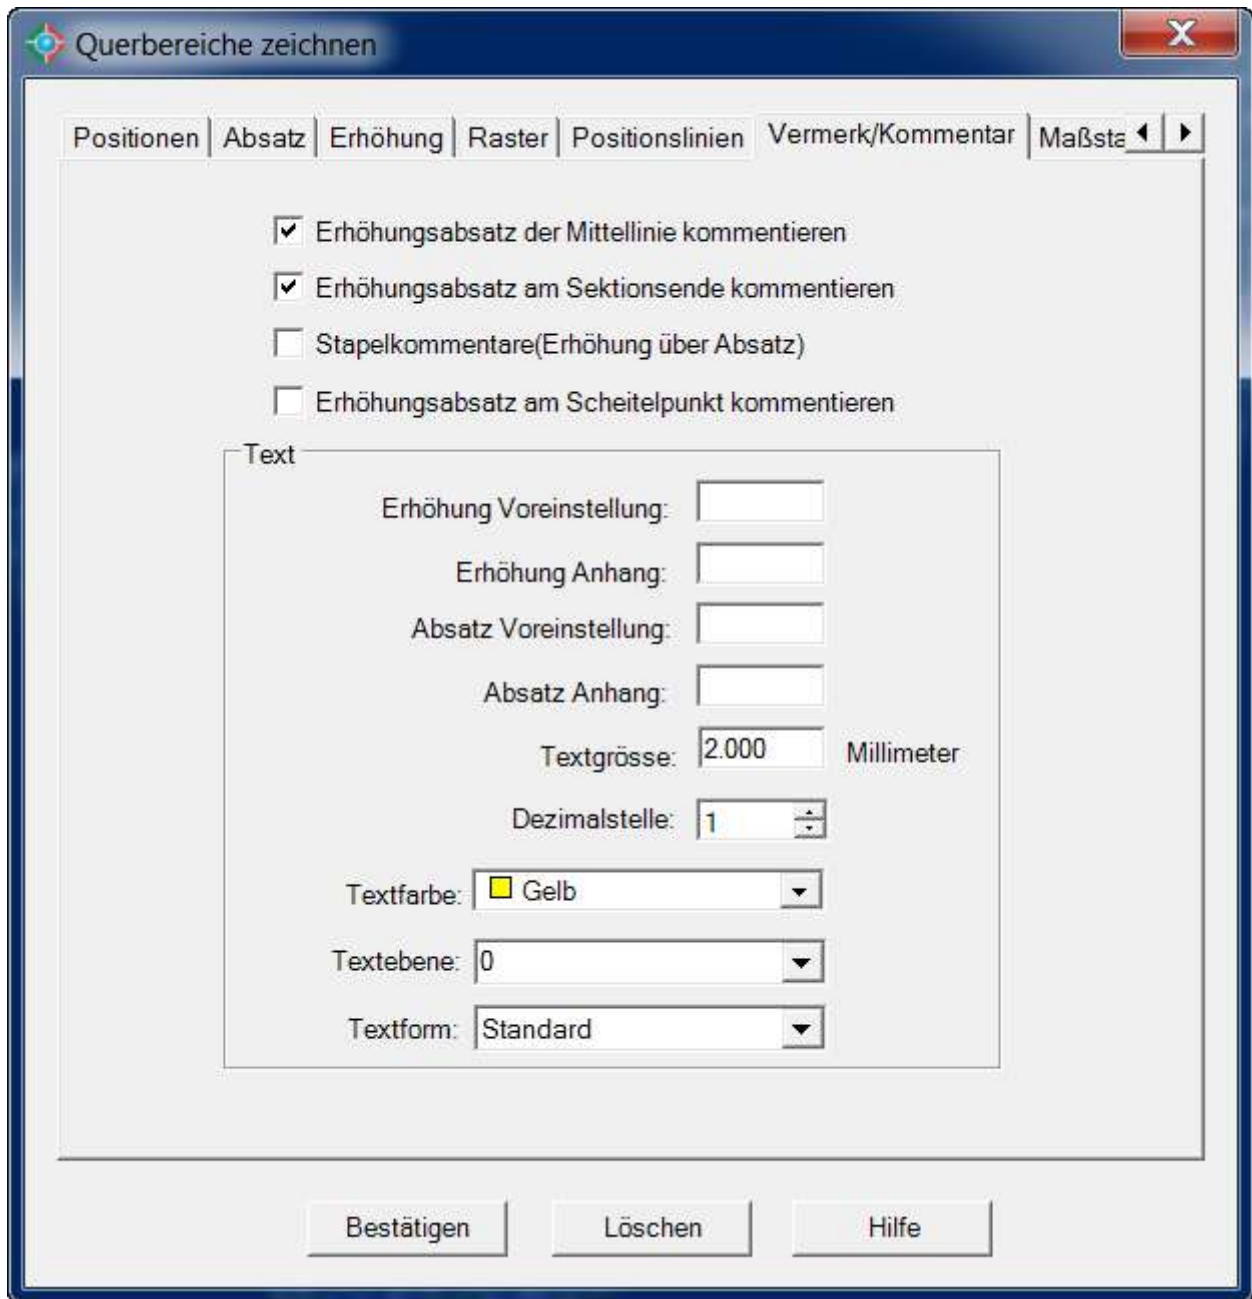 Querbereiche zeichnen
Positionen Absatz Erhöhung Raster Positionslinien Vermerk/Kommentar Maßsta
Erhöhungsabsatz der Mittellinie kommentieren
Erhöhungsabsatz am Sektionsende kommentieren
Stapelkommentare(Erhöhung über Absatz)
Erhöhungsabsatz am Scheitelpunkt kommentieren
Text
Erhöhung Voreinstellung:
Erhöhung Anhang:
Absatz Voreinstellung:
Absatz Anhang:
Textgrösse: 2.000 Millimeter
Dezimalstelle: 1
Textfarbe: Gelb
Textebene: 0
Textform: Standard
Bestätigen Löschen Hilfe